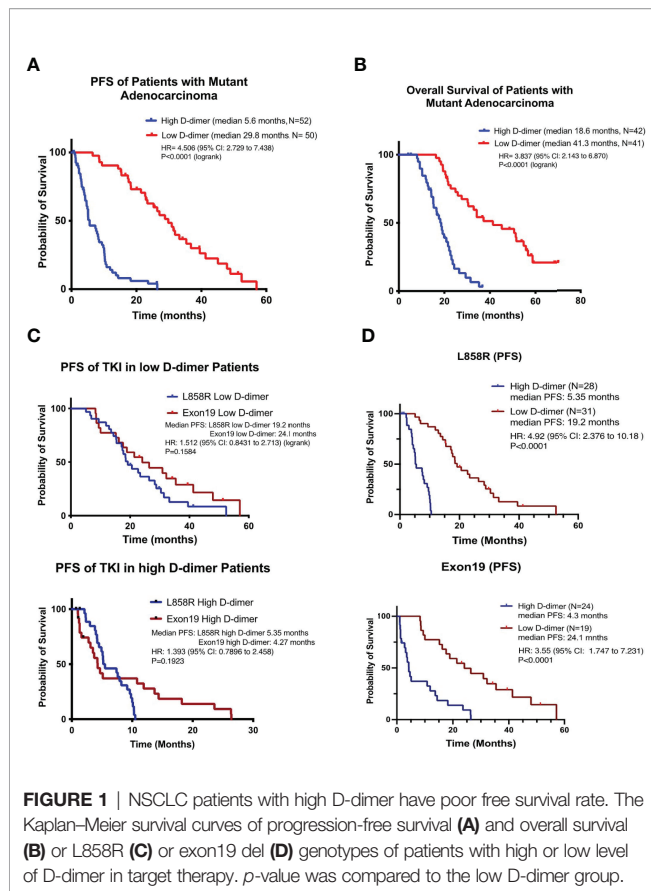 A
PFS of Patients with Mutant
Adenocarcinoma
High D-dimer (median 5.6 months,N=52)
Low D-dimer (median 29.8 months. N= 50)
HR= 4.506 (95% CI: 2.729 to 7.438)
P<0.0001 (logrank)
Probability of Survival
100
50
0
0 20 40 60
Time (months)
B
Overall Survival of Patients with
Mutant Adenocarcinoma
High D-dimer (median 18.6 months,N=42)
Low D-dimer (median 41.3 months,N=41)
HR= 3.837 (95% CI: 2.143 to 6.870)
P<0.0001 (logrank)
Probability of Survival
100
50
0
0 20 40 60 80
Time (months)
C
PFS of TKI in low D-dimer Patients
L858R Low D-dimer
Exon19 Low D-dimer
Median PFS: L858R low D-dimer 19.2 months
Exon19 low D-dimer: 24.1 months
HR: 1.512 (95% CI: 0.8431 to 2.713) (logrank)
P=0.1584
Probability of Survival
100
50
0
0 20 40 60
Time (Months)
PFS of TKI in high D-dimer Patients
L858R High D-dimer
Exon19 High D-dimer
Median PFS: L858R high D-dimer 5.35 months
Exon19 high D-dimer: 4.27 months
HR: 1.393 (95% CI: 0.7896 to 2.458)
P=0.1923
Probability of Survival
100
50
0
0 10 20 30
Time (Months)
D
L858R (PFS)
High D-dimer (N=28)
median PFS: 5.35 months
Low D-dimer (N=31)
median PFS: 19.2 months
HR: 4.92 (95% CI: 2.376 to 10.18 )
P<0.0001
Probability of Survival
100
50
0
0 20 40 60
Time (Months)
Exon19 (PFS)
High D-dimer (N=24)
median PFS: 4.3 months
Low D-dimer (N=19)
median PFS: 24.1 mnths
HR: 3.55 (95% CI: 1.747 to 7.231)
P<0.0001
Probability of Survival
100
50
0
0 20 40 60
Time (Months)
FIGURE 1 | NSCLC patients with high D-dimer have poor free survival rate. The
Kaplan–Meier survival curves of progression-free survival (A) and overall survival
(B) or L858R (C) or exon19 del (D) genotypes of patients with high or low level
of D-dimer in target therapy. p-value was compared to the low D-dimer group.